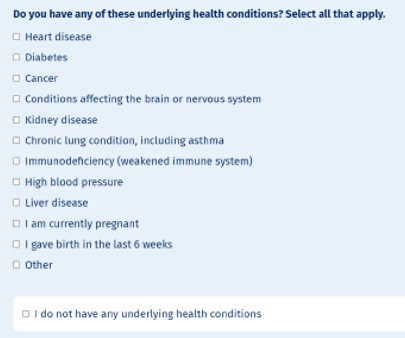 Do you have any of these underlying health conditions? Select all that apply.
Heart disease
Diabetes
Cancer
Conditions affecting the brain or nervous system
Kidney disease
Chronic lung condition, including asthma
Immunodeficiency (weakened immune system)
High blood pressure
Liver disease
I am currently pregnant
I gave birth in the last 6 weeks
Other
I do not have any underlying health conditions